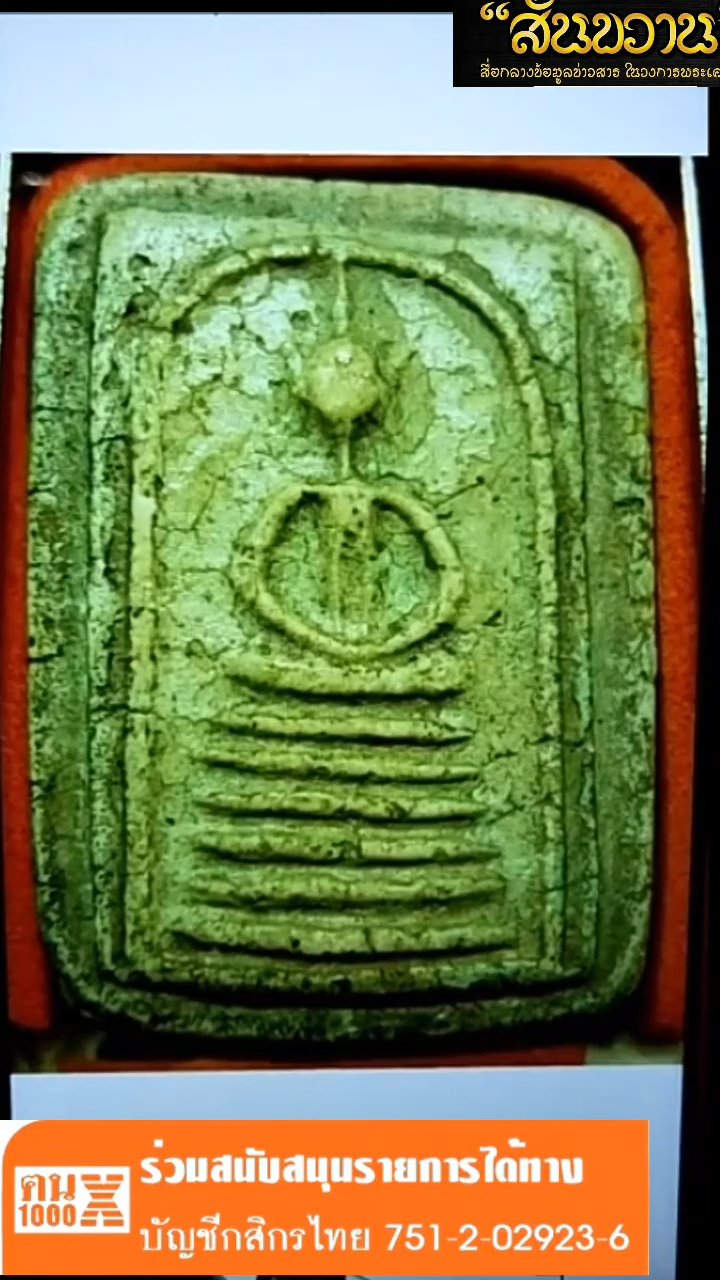 “สันขวาน
สื่อกลางข้อมูลข่าวสาร ในวงการพระเค
ร่วมสนับสนุนรายการได้ทาง
ฅน
1000 X
บัญชีกสิกรไทย 751-2-02923-6